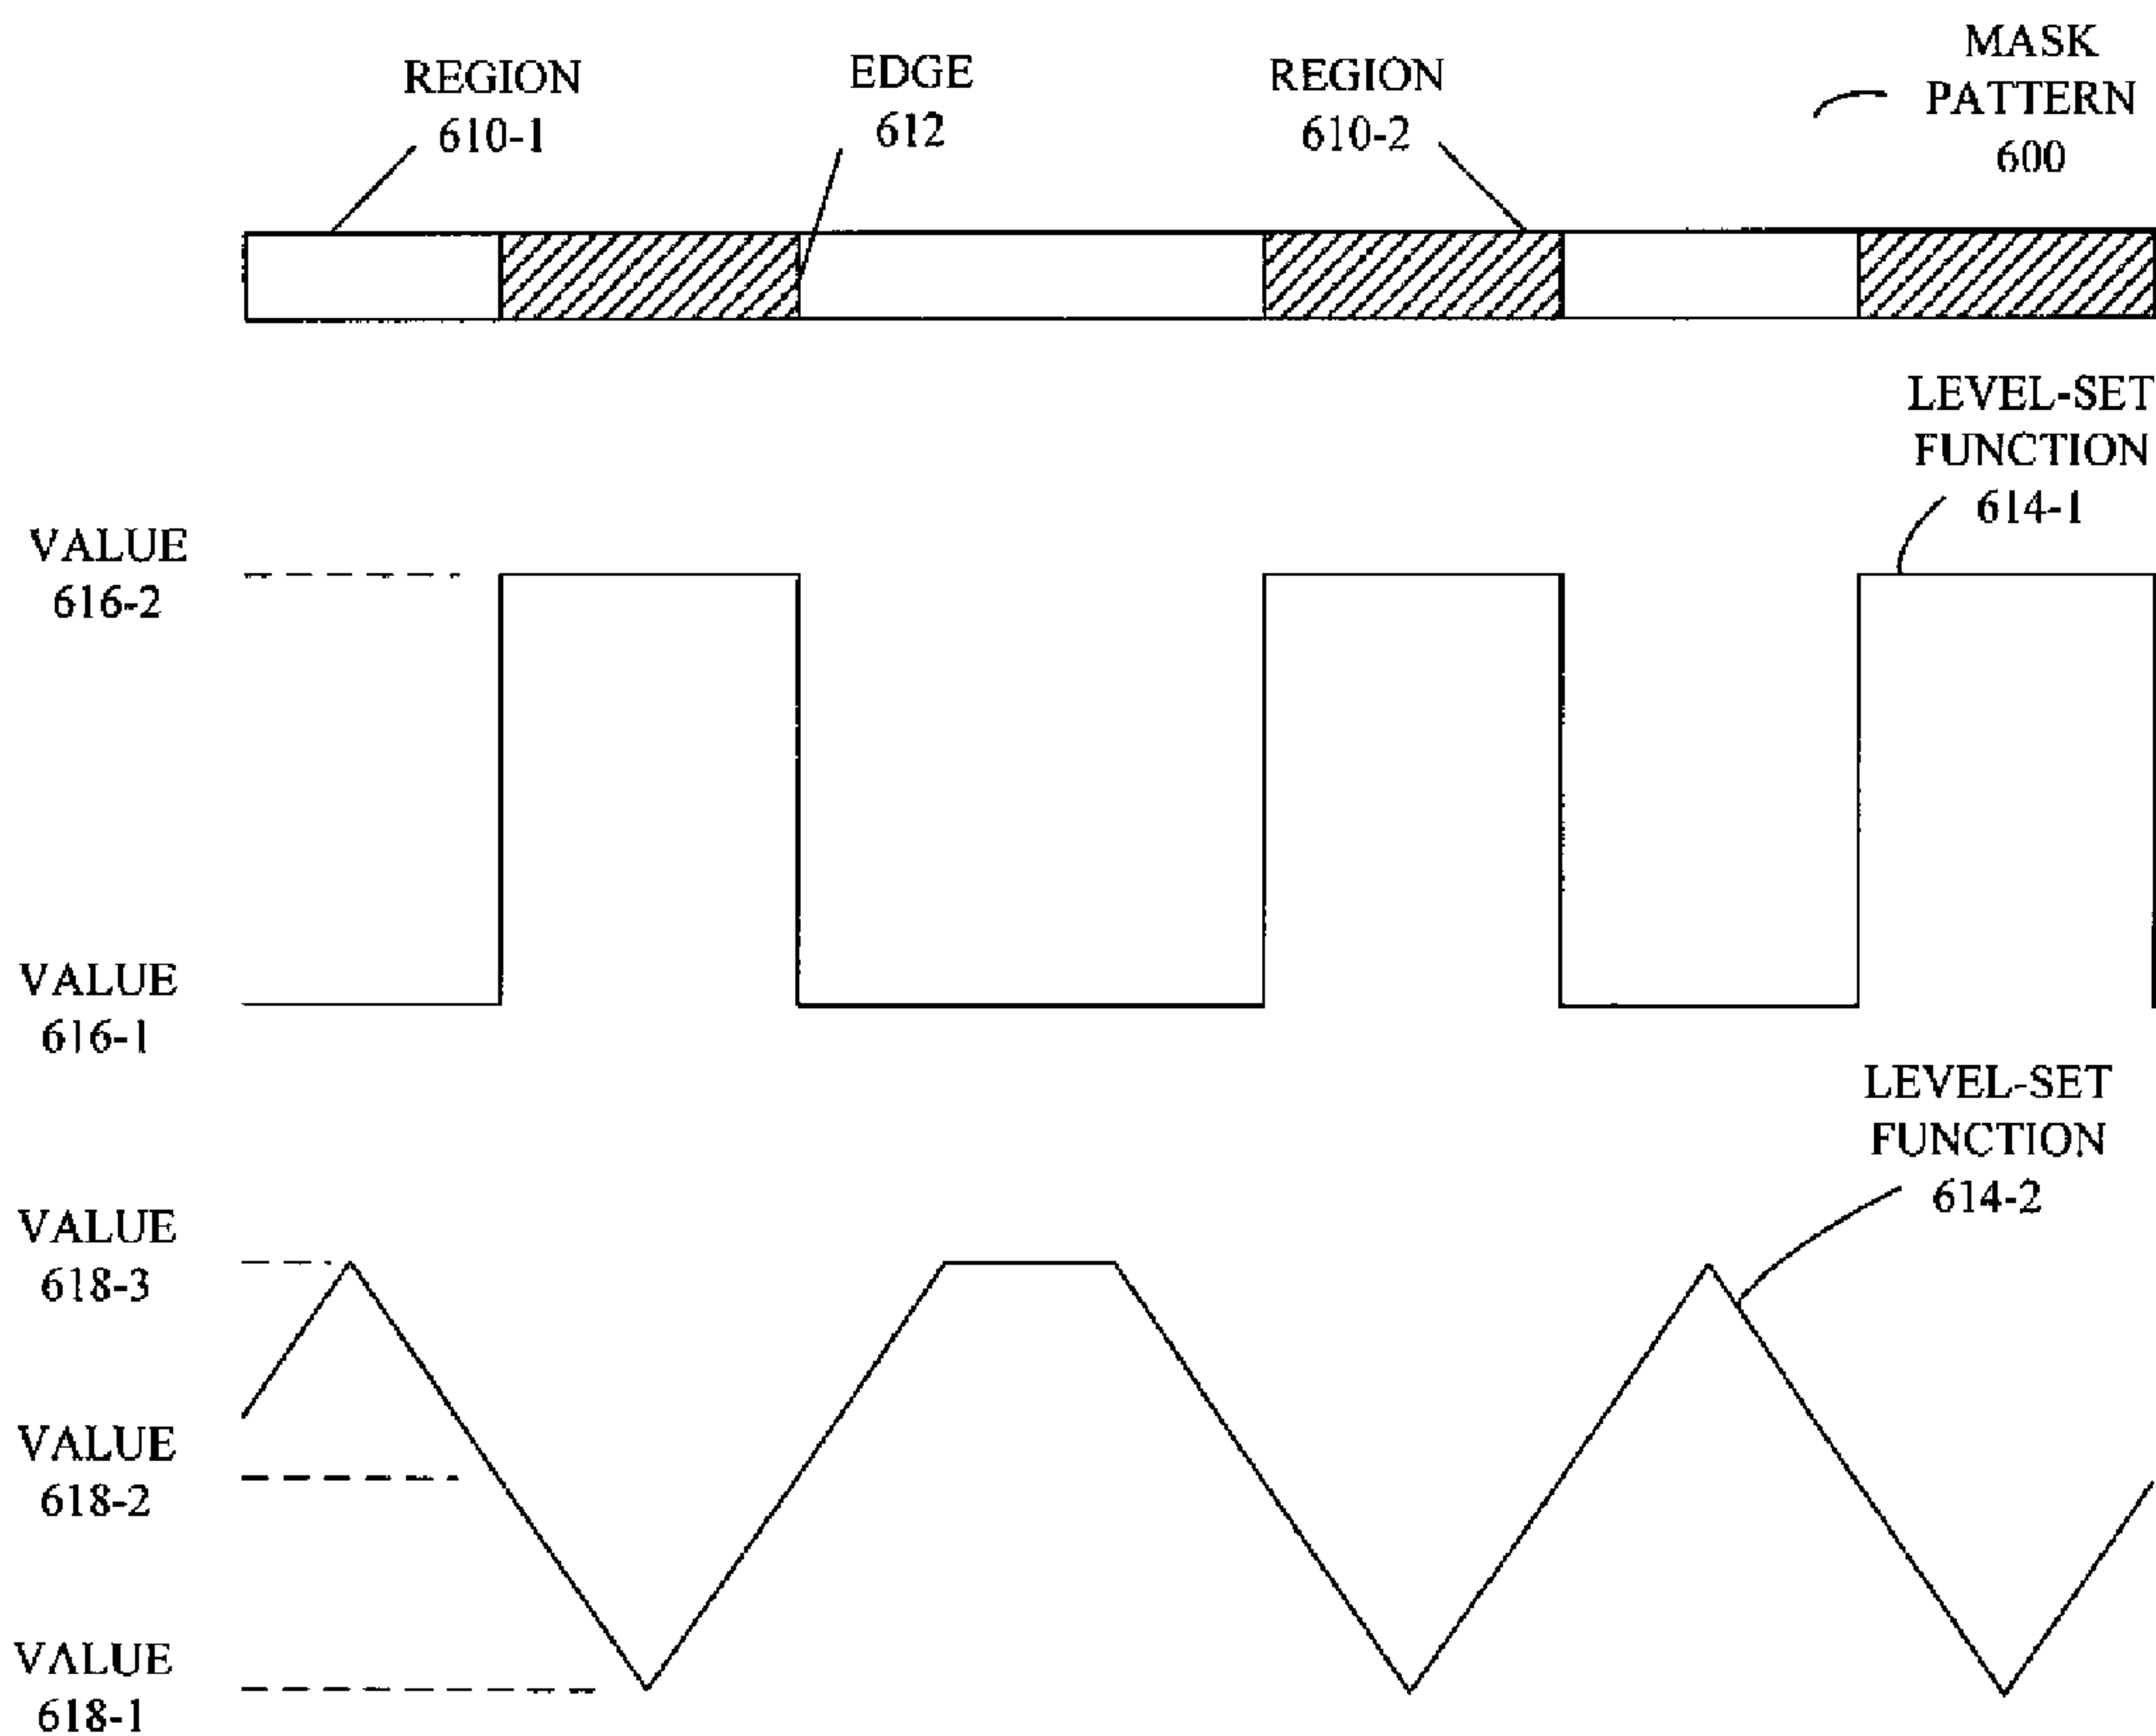 REGION
610-1
EDGE
612
REGION
610-2
MASK
PATTERN
600
LEVEL-SET
FUNCTION
614-1
VALUE
616-2
VALUE
616-1
LEVEL-SET
FUNCTION
614-2
VALUE
618-3
VALUE
618-2
VALUE
618-1